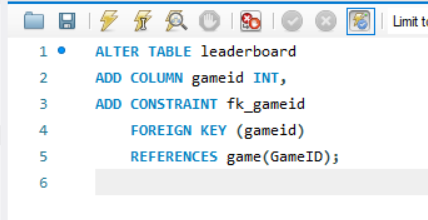 Limit to
1 ALTER TABLE leaderboard
2 ADD COLUMN gameid INT,
3 ADD CONSTRAINT fk_gameid
4 FOREIGN KEY (gameid)
5 REFERENCES game(GameID);
6